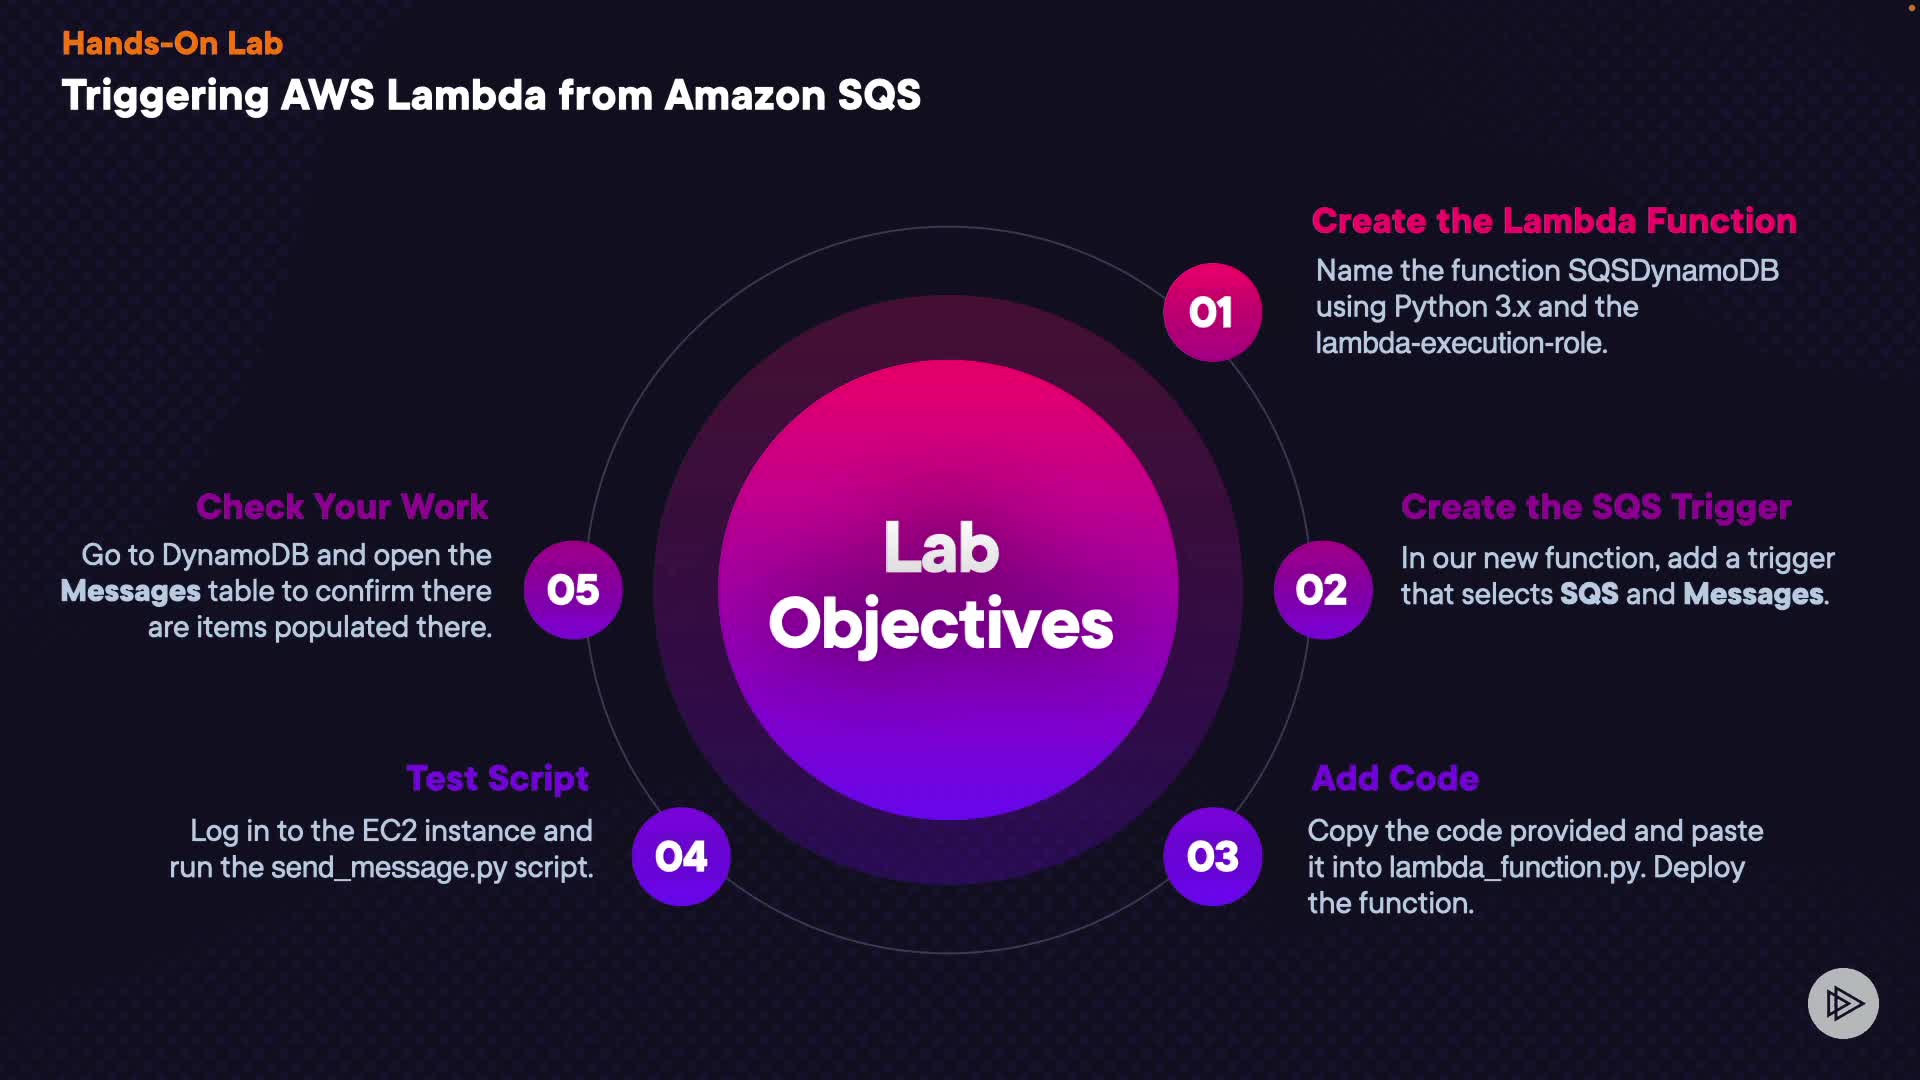 Hands-On Lab
Triggering AWS Lambda from Amazon SQS
Lab
Objectives
01
Create the Lambda Function
Name the function SQSDynamoDB
using Python 3.x and the
lambda-execution-role.
02
Create the SQS Trigger
In our new function, add a trigger
that selects SQS and Messages.
03
Add Code
Copy the code provided and paste
it into lambda_function.py. Deploy
the function.
04
Test Script
Log in to the EC2 instance and
run the send_message.py script.
05
Check Your Work
Go to DynamoDB and open the
Messages table to confirm there
are items populated there.